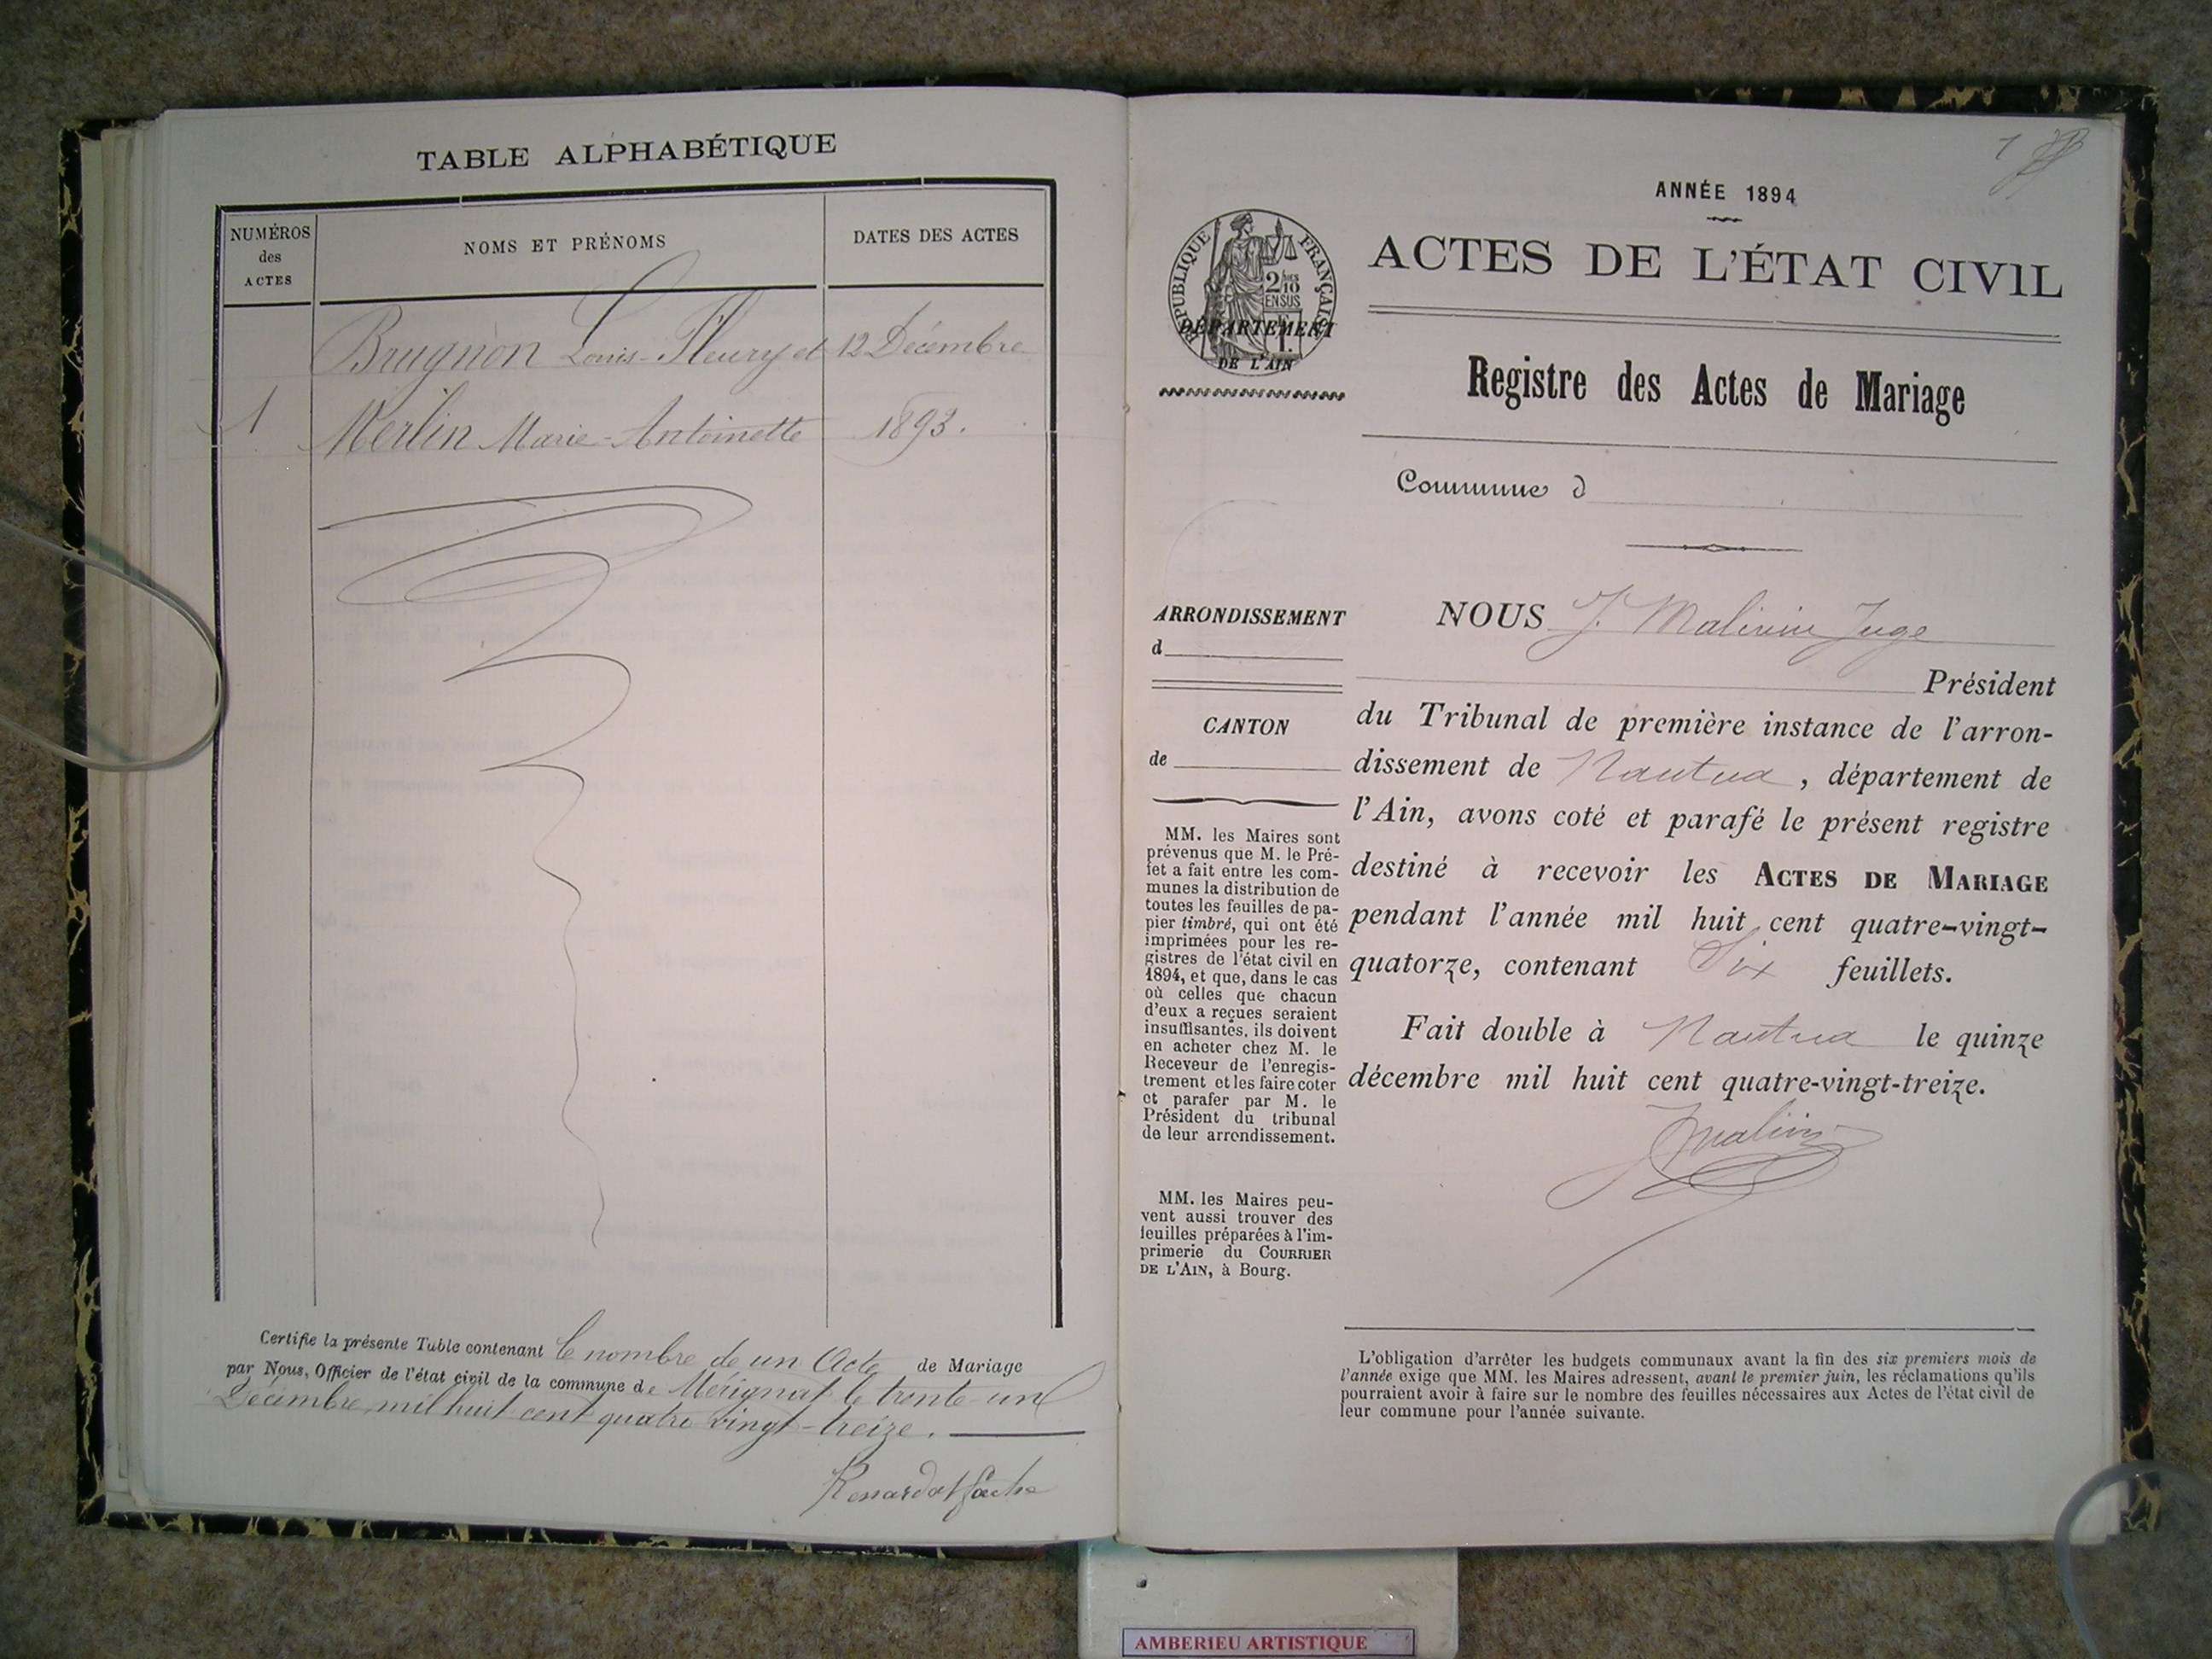 TABLE ALPHABÉTIQUE
NUMÉROS
des
ACTES
NOMS ET PRÉNOMS
DATES DES ACTES
Brugnon Louis-Fleury et 12 Décembre
1 Merlin Marie-Antoinette 1893.
Certifie la présente Table contenant le nombre de un Acte de Mariage
par Nous, Officier de l'état civil de la commune de Mérignat le trente-un
Décembre mil huit cent quatre vingt-treize.
1
ANNÉE 1894
RÉPUBLIQUE FRANÇAISE
2/10
EN SUS
DÉPARTEMENT
DE L'AIN
ACTES DE L'ÉTAT CIVIL
Registre des Actes de Mariage
Commune d
ARRONDISSEMENT
d
CANTON
de
MM. les Maires sont
prévenus que M. le Pré-
fet a fait entre les com-
munes la distribution de
toutes les feuilles de pa-
pier timbré, qui ont été
imprimées pour les re-
gistres de l'état civil en
1894, et que, dans le cas
où celles que chacun
d'eux a reçues seraient
insuffisantes, ils doivent
en acheter chez M. le
Receveur de l'enregis-
trement et les faire coter
et parafer par M. le
Président du tribunal
de leur arrondissement.
MM. les Maires peu-
vent aussi trouver des
feuilles préparées à l'im-
primerie du COURRIER
DE L'AIN, à Bourg.
NOUS J. Juge
Président
du Tribunal de première instance de l'arron-
dissement de Nantua, département de
l'Ain, avons coté et parafé le présent registre
destiné à recevoir les ACTES DE MARIAGE
pendant l'année mil huit cent quatre-vingt-
quatorze, contenant Six feuillets.
Fait double à Nantua le quinze
décembre mil huit cent quatre-vingt-treize.
L'obligation d'arrêter les budgets communaux avant la fin des six premiers mois de
l'année exige que MM. les Maires adressent, avant le premier juin, les réclamations qu'ils
pourraient avoir à faire sur le nombre des feuilles nécessaires aux Actes de l'état civil de
leur commune pour l'année suivante.
AMBERIEU ARTISTIQUE